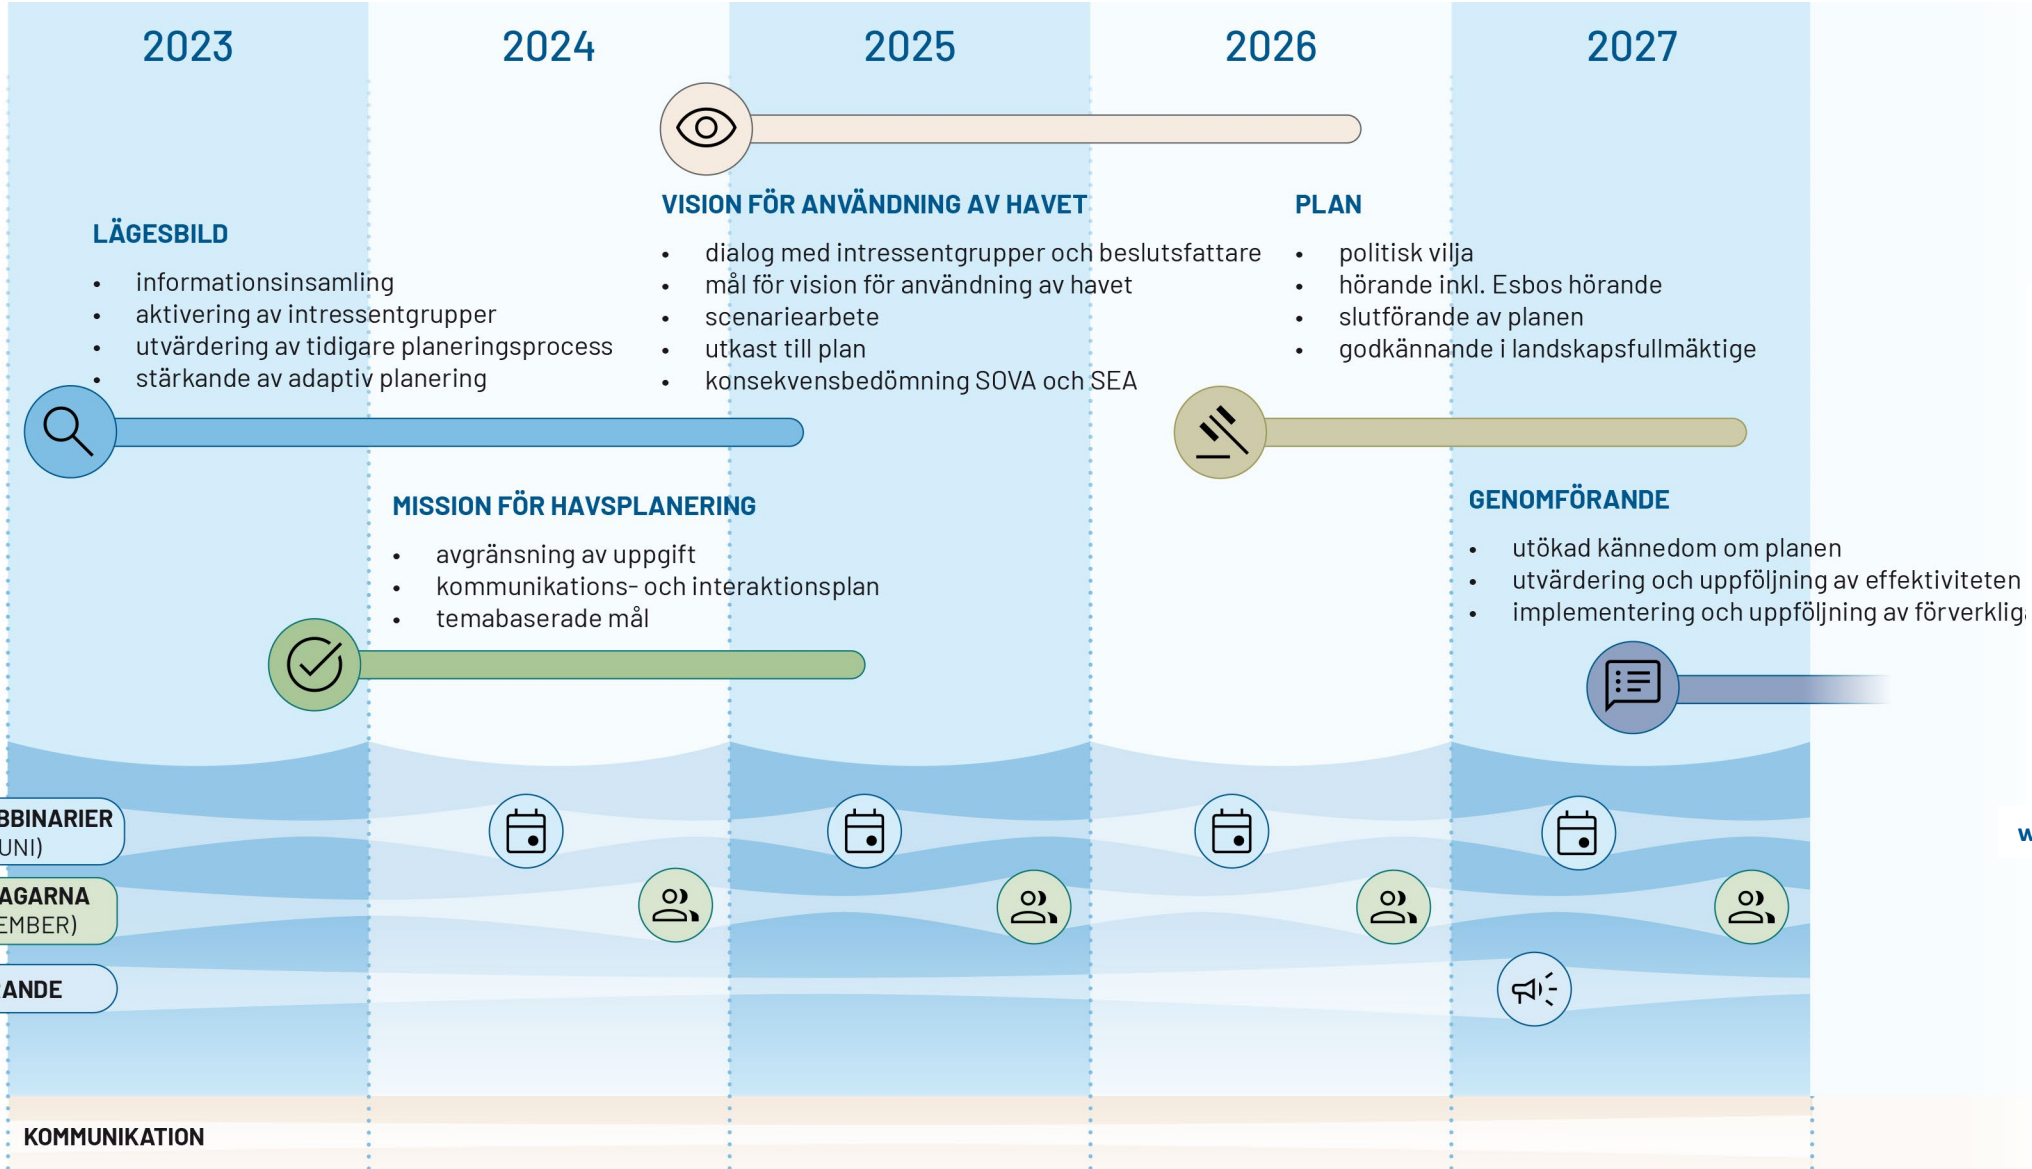 2023
2024
2025
2026
2027
LÄGESBILD
• informationsinsamling
• aktivering av intressentgrupper
• utvärdering av tidigare planeringsprocess
• stärkande av adaptiv planering
VISION FÖR ANVÄNDNING AV HAVET
• dialog med intressentgrupper och beslutsfattare
• mål för vision för användning av havet
• scenariearbete
• utkast till plan
• konsekvensbedömning SOVA och SEA
PLAN
• politisk vilja
• hörande inkl. Esbos hörande
• slutförande av planen
• godkännande i landskapsfullmäktige
MISSION FÖR HAVSPLANERING
• avgränsning av uppgift
• kommunikations- och interaktionsplan
• temabaserade mål
GENOMFÖRANDE
• utökad kännedom om planen
• utvärdering och uppföljning av effektiviteten
• implementering och uppföljning av
BBINARIER
UNI)
AGARNA
EMBER)
ANDE
KOMMUNIKATION